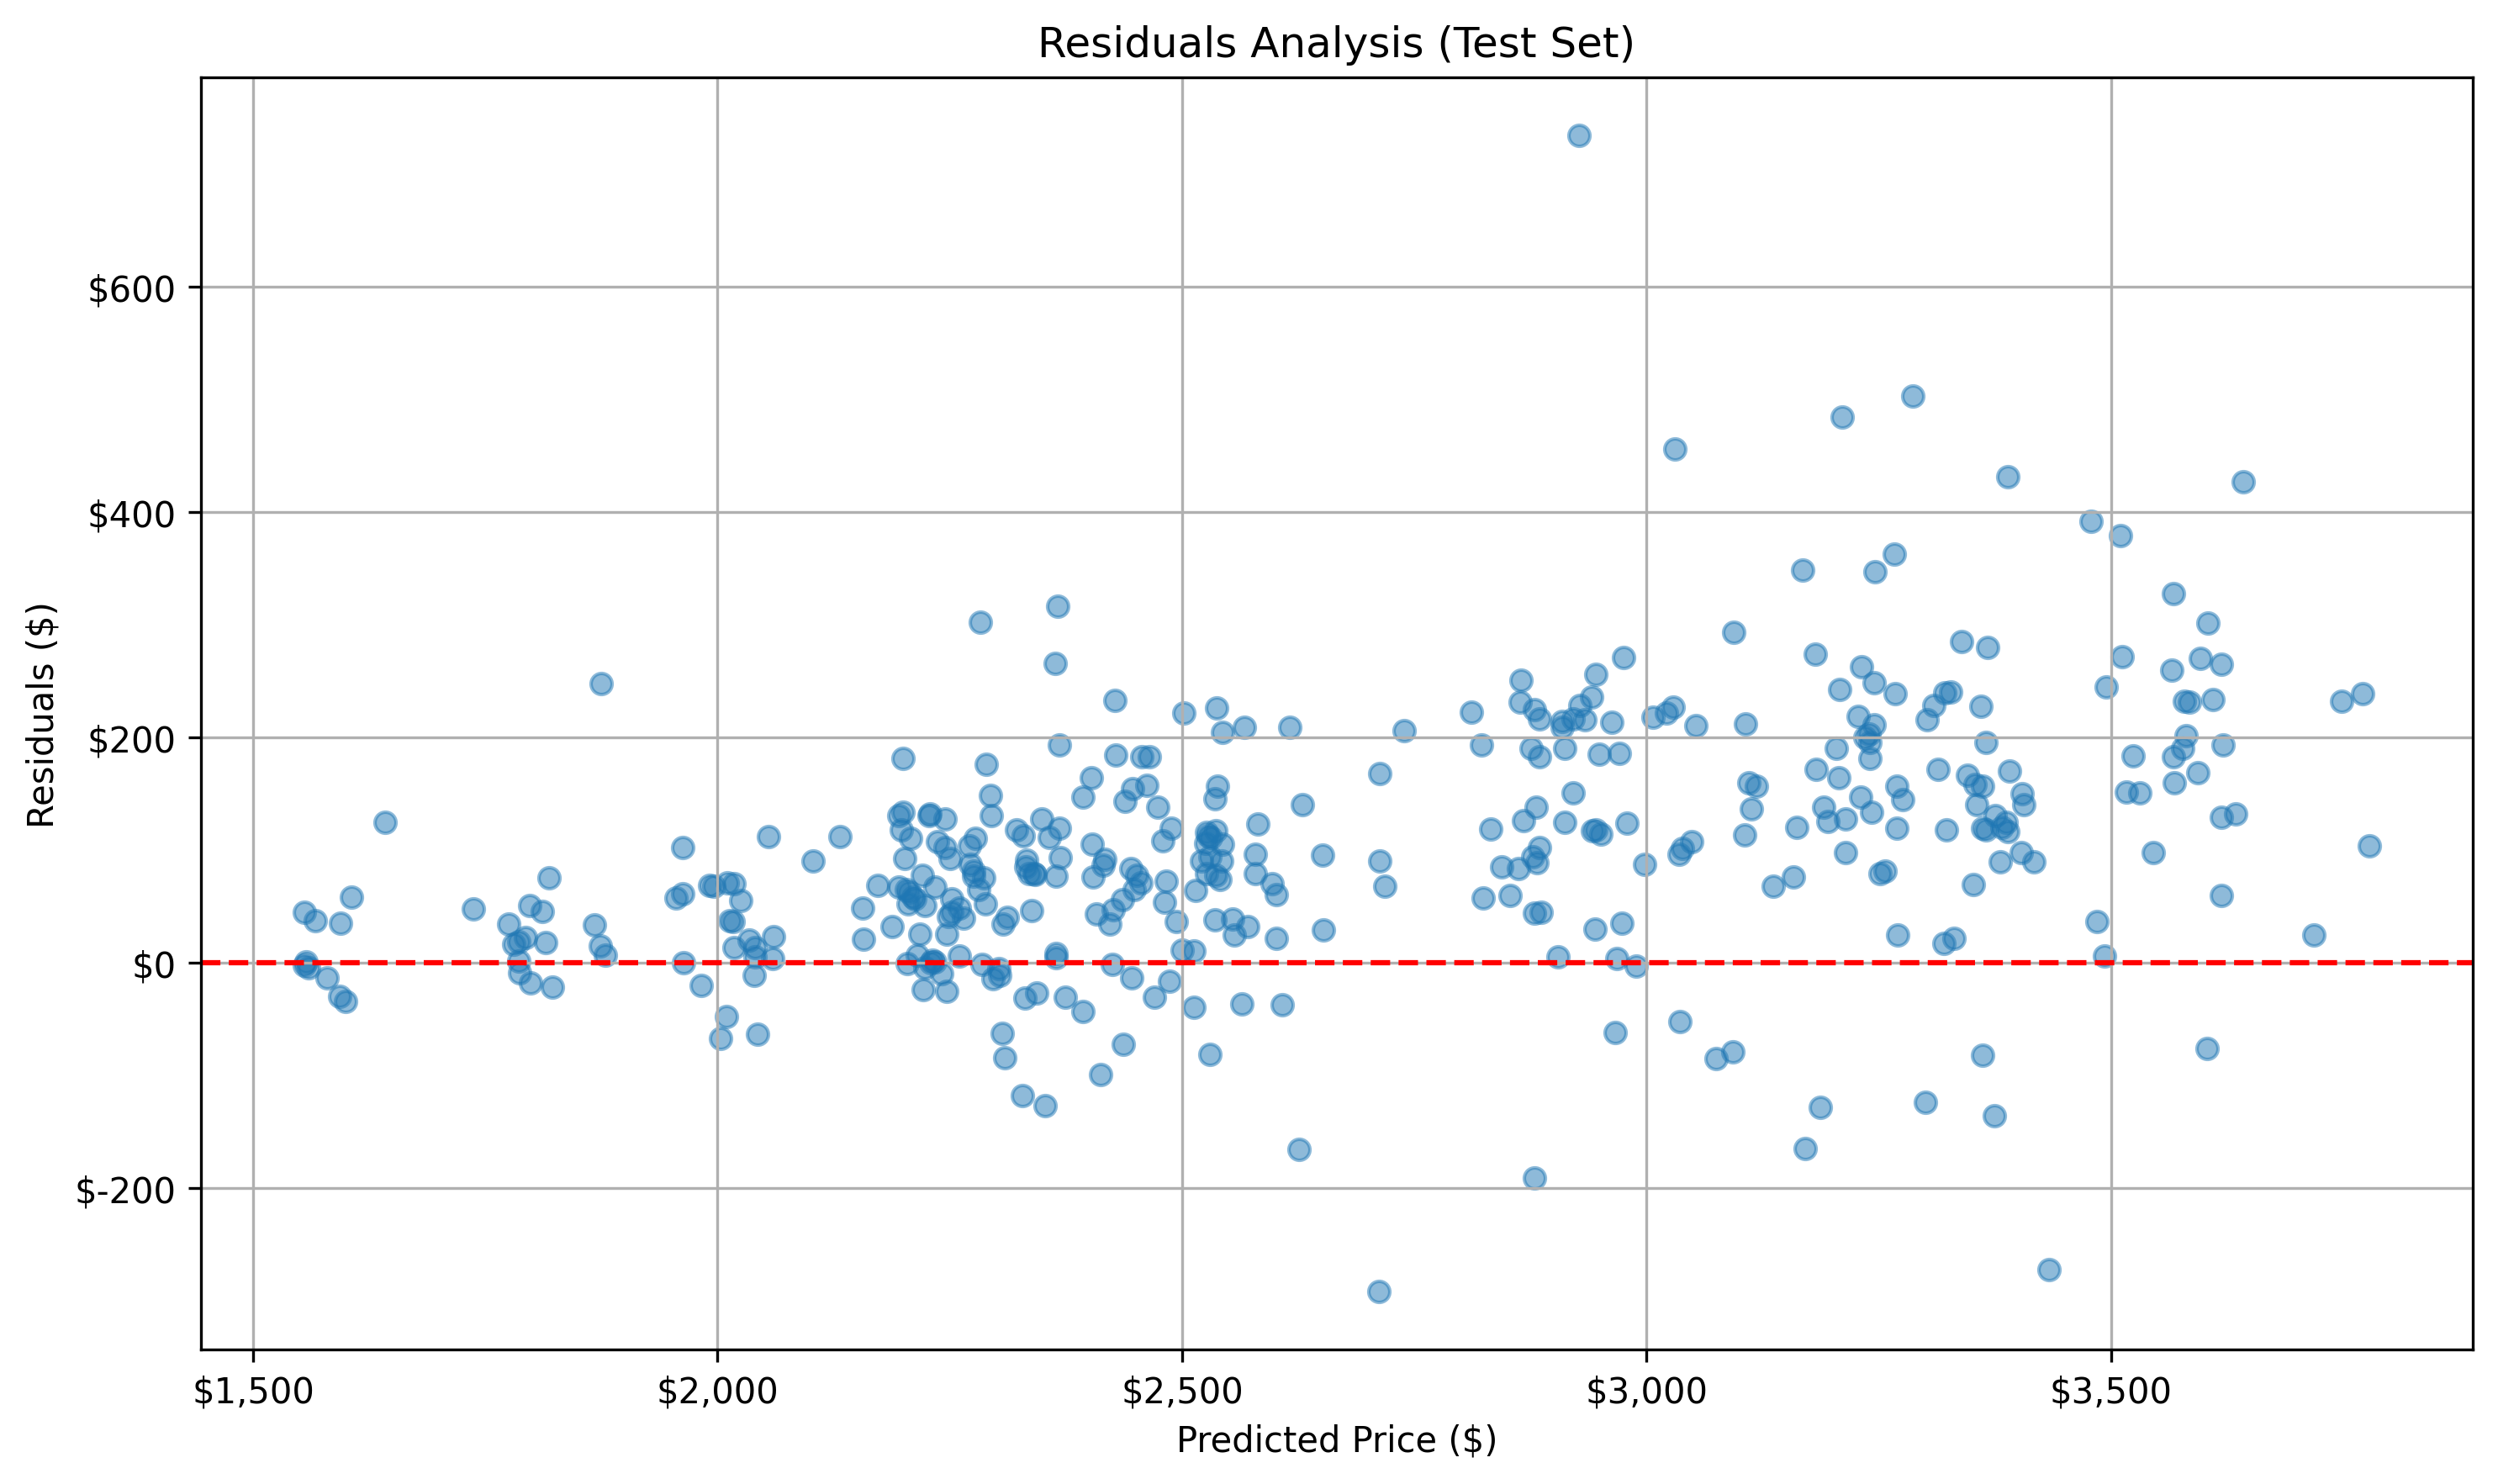 Residuals Analysis (Test Set)
Residuals ($)
$600
$400
$200
$0
$-200
$1,500 $2,000 $2,500 $3,000 $3,500
Predicted Price ($)